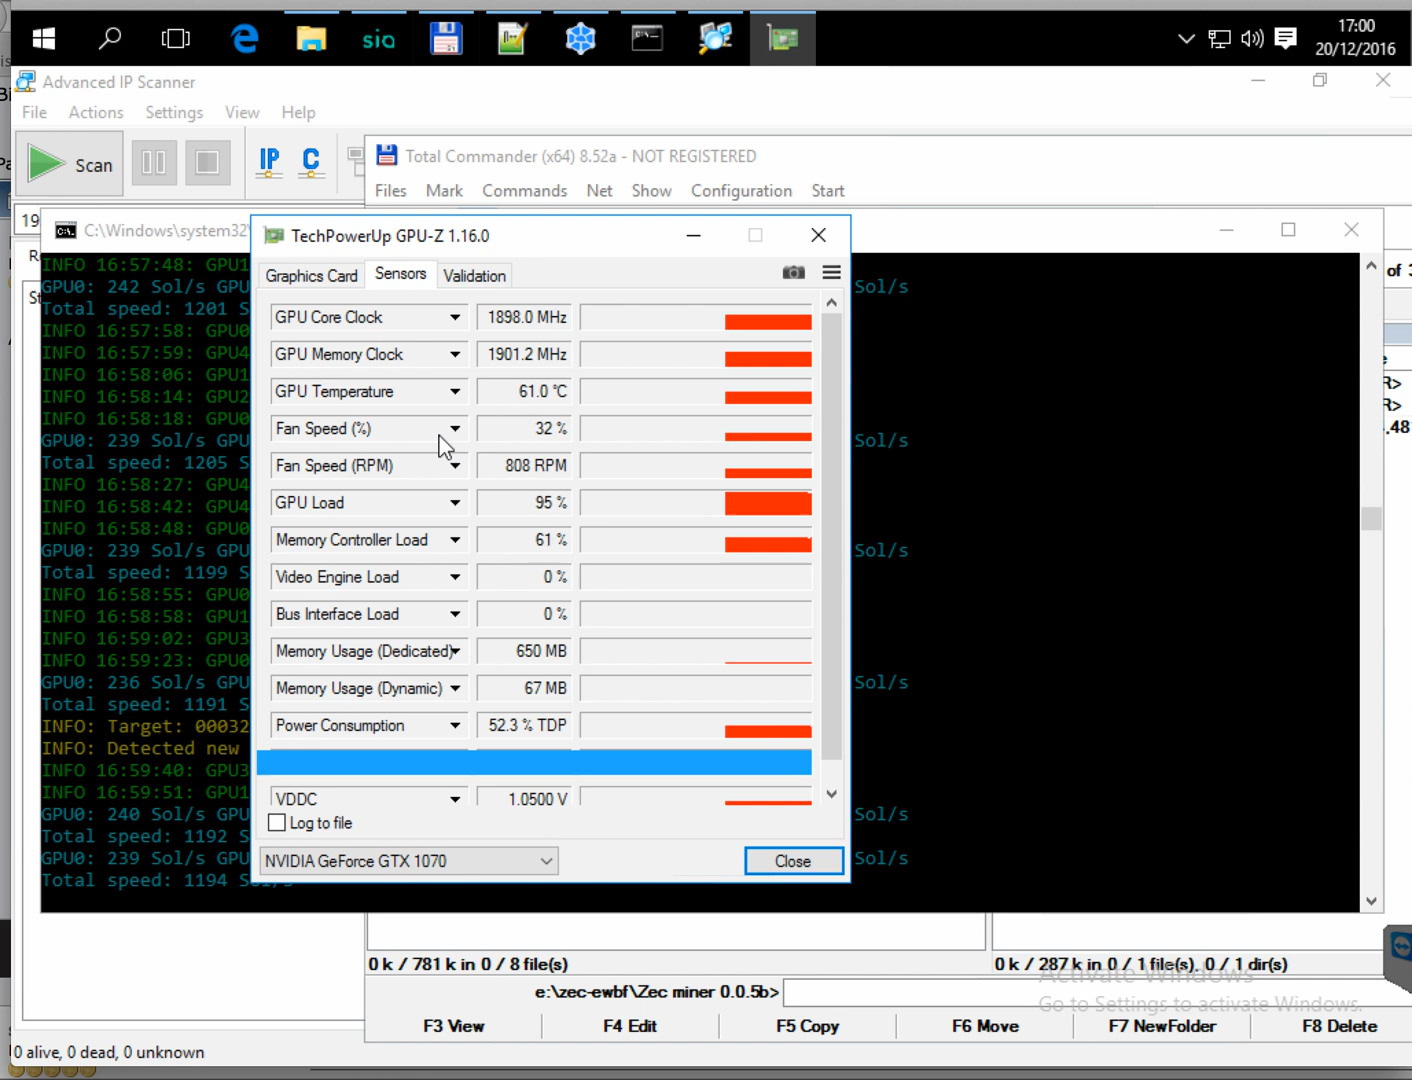 sia
17:00
20/12/2016
Advanced IP Scanner
File Actions Settings View Help
Scan
IP C
Total Commander (x64) 8.52a - NOT REGISTERED
Files Mark Commands Net Show Configuration Start
19
C:\Windows\system32\
TechPowerUp GPU-Z 1.16.0
Graphics Card Sensors Validation
GPU Core Clock 1898.0 MHz
GPU Memory Clock 1901.2 MHz
GPU Temperature 61.0 °C
Fan Speed (%) 32 %
Fan Speed (RPM) 808 RPM
GPU Load 95 %
Memory Controller Load 61 %
Video Engine Load 0 %
Bus Interface Load 0 %
Memory Usage (Dedicated) 650 MB
Memory Usage (Dynamic) 67 MB
Power Consumption 52.3 % TDP
VDDC 1.0500 V
Log to file
NVIDIA GeForce GTX 1070
Close
INFO 16:57:48: GPU1
GPU0: 242 Sol/s GPU Sol/s
Total speed: 1201 S
INFO 16:57:58: GPU0
INFO 16:57:59: GPU4
INFO 16:58:06: GPU1
INFO 16:58:14: GPU2
INFO 16:58:18: GPU0
GPU0: 239 Sol/s GPU Sol/s
Total speed: 1205 S
INFO 16:58:27: GPU4
INFO 16:58:42: GPU4
INFO 16:58:48: GPU0
GPU0: 239 Sol/s GPU Sol/s
Total speed: 1199 S
INFO 16:58:55: GPU0
INFO 16:58:58: GPU1
INFO 16:59:02: GPU3
INFO 16:59:23: GPU0
GPU0: 236 Sol/s GPU Sol/s
Total speed: 1191 S
INFO: Target: 00032
INFO: Detected new
INFO 16:59:40: GPU3
INFO 16:59:51: GPU1
GPU0: 240 Sol/s GPU Sol/s
Total speed: 1192 S
GPU0: 239 Sol/s GPU Sol/s
Total speed: 1194 Sol/s
of 3
R>
R>
.48
0 k / 781 k in 0 / 8 file(s)
0 k / 287 k in 0 / 1 file(s), 0 / 1 dir(s)
Activate Windows
Go to Settings to activate Windows.
e:\zec-ewbf\Zec miner 0.0.5b>
F3 View F4 Edit F5 Copy F6 Move F7 NewFolder F8 Delete
0 alive, 0 dead, 0 unknown